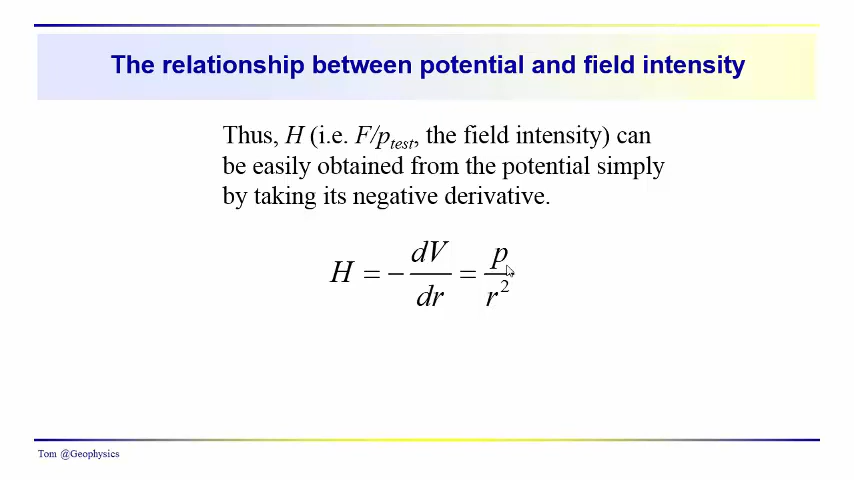 The relationship between potential and field intensity
Thus, H (i.e. F/p_test, the field intensity) can
be easily obtained from the potential simply
by taking its negative derivative.
H = − dV/dr = p/r²
Tom @Geophysics